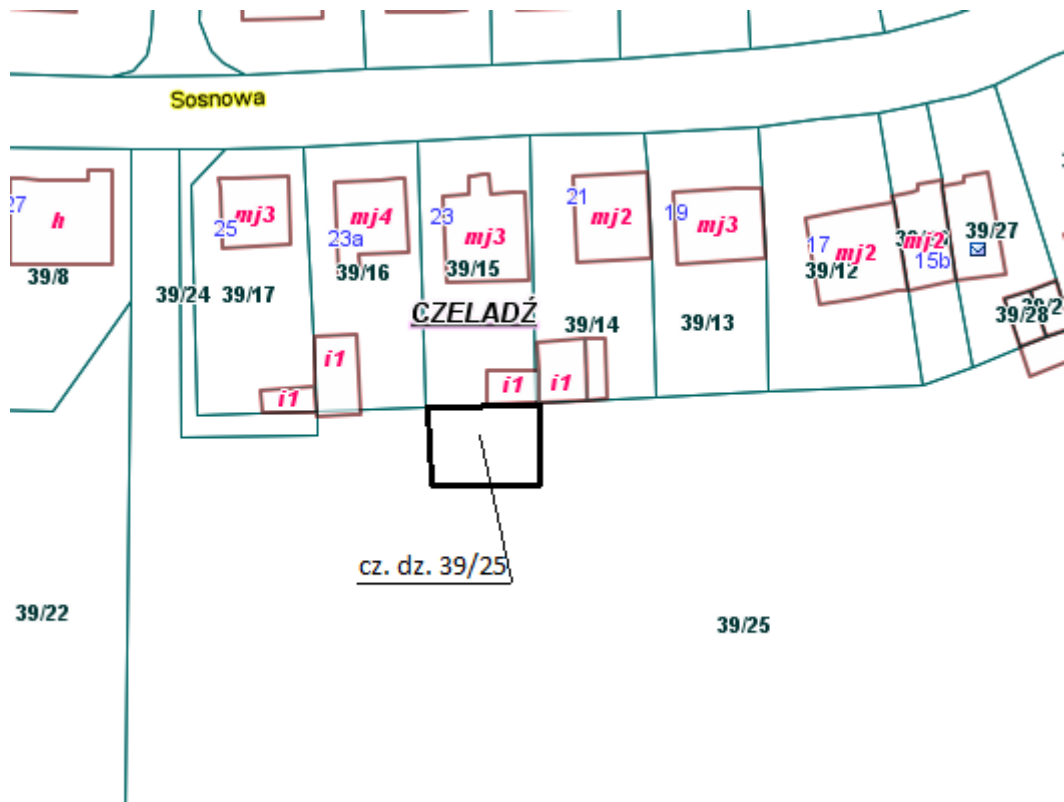 Sosnowa
27
h
39/8
39/24
25
mj3
39/17
23a
mj4
39/16
23
mj3
39/15
21
mj2
39/14
19
mj3
39/13
17
mj2
39/12
mj2
15b
39/27
39/28
CZELADŹ
i1
i1
i1
i1
cz. dz. 39/25
39/22
39/25